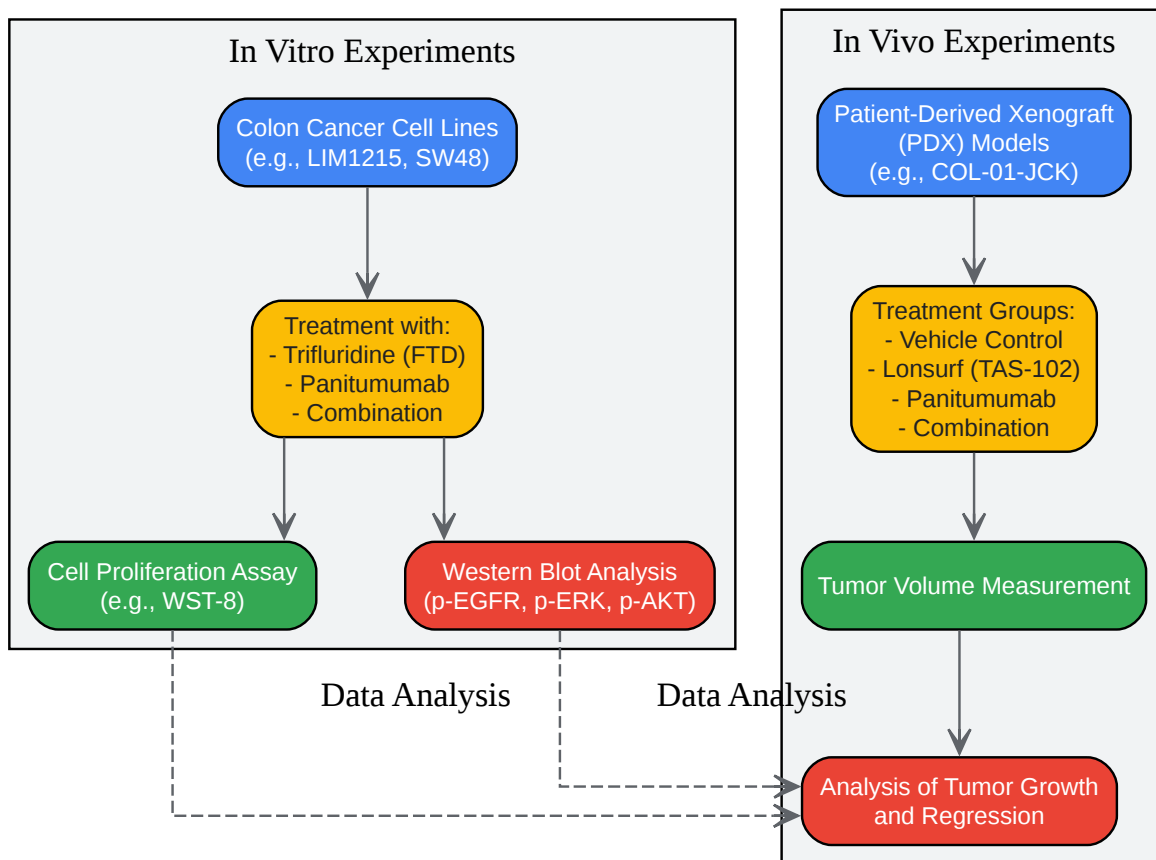 In Vitro Experiments
Colon Cancer Cell Lines
(e.g., LIM1215, SW48)
Treatment with:
- Trifluridine (FTD)
- Panitumumab
- Combination
Cell Proliferation Assay
(e.g., WST-8)
Western Blot Analysis
(p-EGFR, p-ERK, p-AKT)
Data Analysis
Data Analysis
In Vivo Experiments
Patient-Derived Xenograft
(PDX) Models
(e.g., COL-01-JCK)
Treatment Groups:
- Vehicle Control
- Lonsurf (TAS-102)
- Panitumumab
- Combination
Tumor Volume Measurement
Analysis of Tumor Growth
and Regression